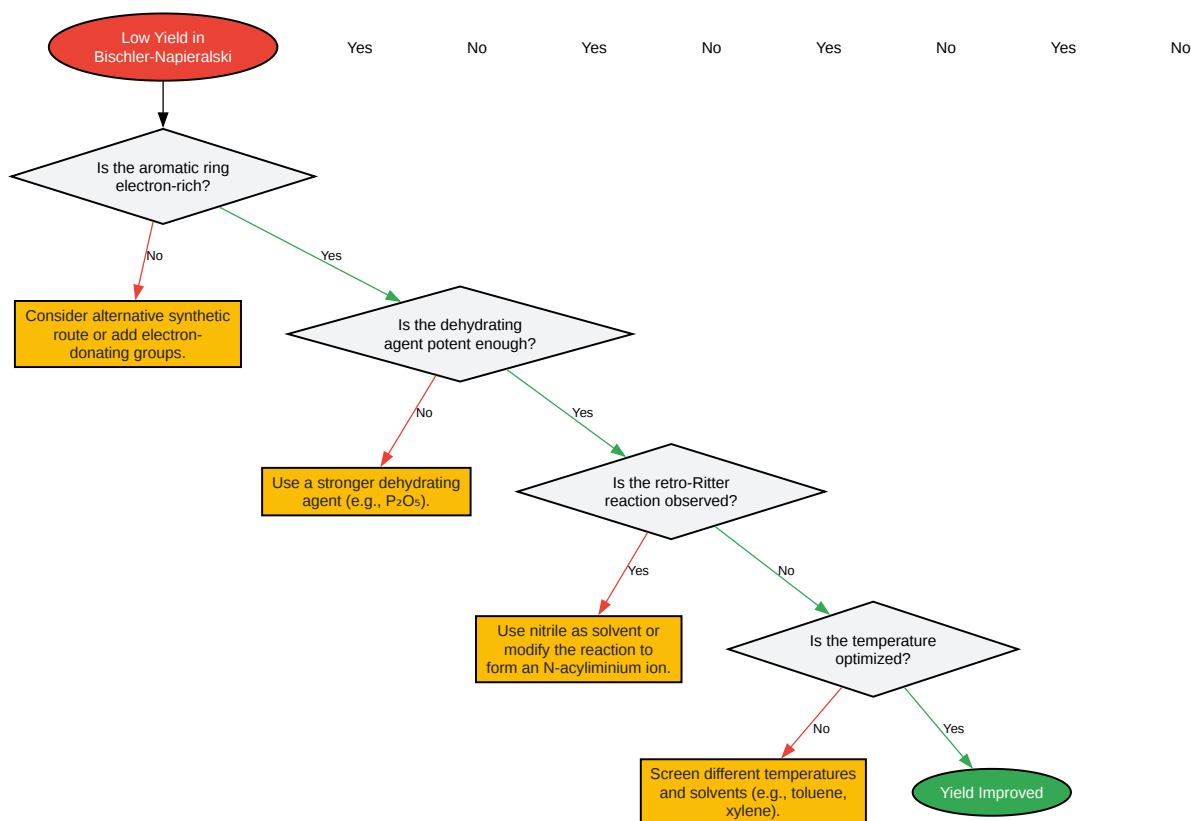 Low Yield in
Bischler-Napieralski
Yes
No
Yes
No
Yes
No
Yes
No
Is the aromatic ring
electron-rich?
No
Yes
Consider alternative synthetic
route or add electron-
donating groups.
Is the dehydrating
agent potent enough?
No
Yes
Use a stronger dehydrating
agent (e.g., P₂O₅).
Is the retro-Ritter
reaction observed?
Yes
No
Use nitrile as solvent or
modify the reaction to
form an N-acyliminium ion.
Is the temperature
optimized?
No
Yes
Screen different temperatures
and solvents (e.g., toluene,
xylene).
Yield Improved